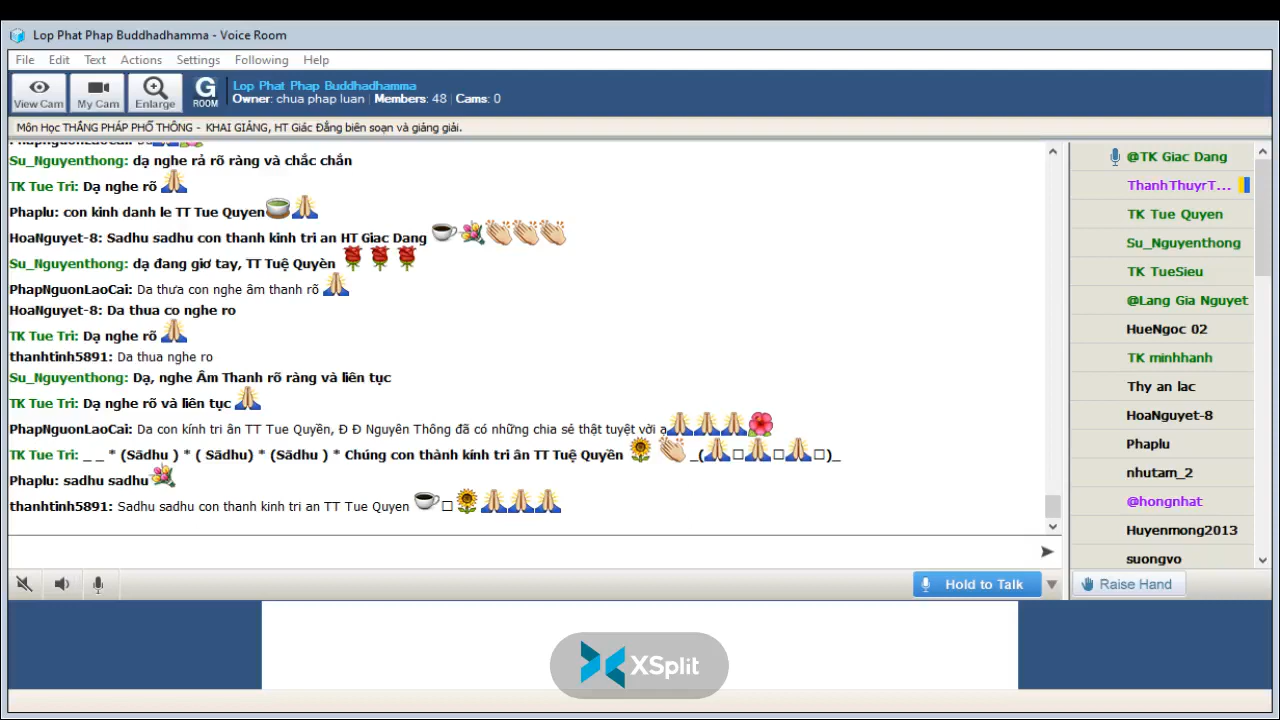 Lop Phat Phap Buddhadhamma - Voice Room
File Edit Text Actions Settings Following Help
View Cam My Cam Enlarge G ROOM
Lop Phat Phap Buddhadhamma
Owner: chua phap luan | Members: 48 | Cams: 0
Môn Học THẮNG PHÁP PHỔ THÔNG - KHAI GIẢNG, HT Giác Đẳng biên soạn và giảng giải.
Su_Nguyenthong: dạ nghe rả rõ ràng và chắc chắn
TK Tue Tri: Dạ nghe rõ
Phaplu: con kinh danh le TT Tue Quyen
HoaNguyet-8: Sadhu sadhu con thanh kinh tri an HT Giac Dang
Su_Nguyenthong: dạ đang giơ tay, TT Tuệ Quyèn
PhapNguonLaoCai: Da thưa con nghe âm thanh rõ
HoaNguyet-8: Da thua co nghe ro
TK Tue Tri: Dạ nghe rõ
thanhtinh5891: Da thua nghe ro
Su_Nguyenthong: Dạ, nghe Âm Thanh rõ ràng và liên tục
TK Tue Tri: Dạ nghe rõ và liên tục
PhapNguonLaoCai: Da con kính tri ân TT Tue Quyền, Đ Đ Nguyên Thông đã có những chia sẻ thật tuyệt vời a
TK Tue Tri: _ _ * (Sādhu ) * ( Sādhu) * (Sādhu ) * Chúng con thành kính tri ân TT Tuệ Quyền _(□□□)_
Phaplu: sadhu sadhu
thanhtinh5891: Sadhu sadhu con thanh kinh tri an TT Tue Quyen □
Hold to Talk
@TK Giac Dang
ThanhThuyrT...
TK Tue Quyen
Su_Nguyenthong
TK TueSieu
@Lang Gia Nguyet
HueNgoc 02
TK minhhanh
Thy an lac
HoaNguyet-8
Phaplu
nhutam_2
@hongnhat
Huyenmong2013
suongvo
Raise Hand
XSplit